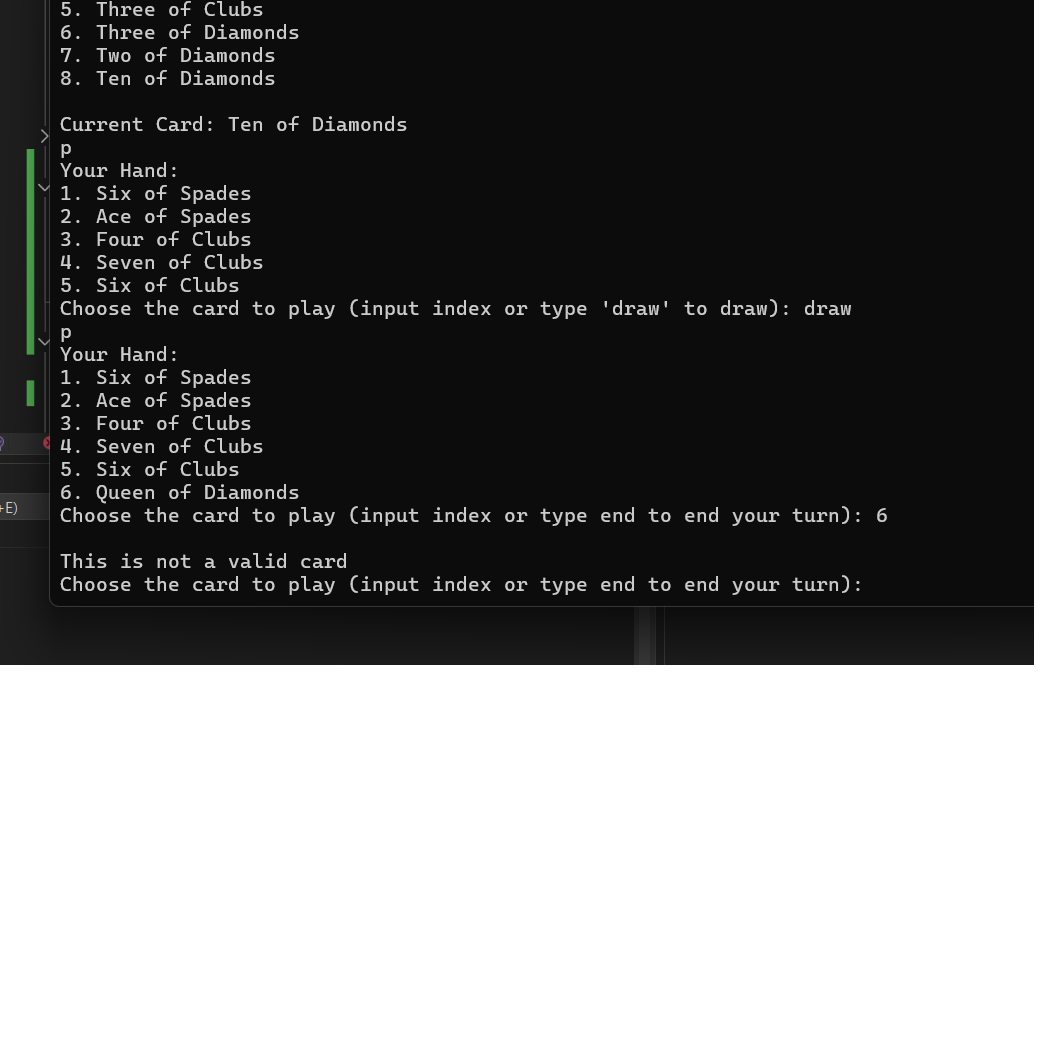 5. Three of Clubs
6. Three of Diamonds
7. Two of Diamonds
8. Ten of Diamonds
Current Card: Ten of Diamonds
p
Your Hand:
1. Six of Spades
2. Ace of Spades
3. Four of Clubs
4. Seven of Clubs
5. Six of Clubs
Choose the card to play (input index or type 'draw' to draw): draw
p
Your Hand:
1. Six of Spades
2. Ace of Spades
3. Four of Clubs
4. Seven of Clubs
5. Six of Clubs
6. Queen of Diamonds
+E)
Choose the card to play (input index or type end to end your turn): 6
This is not a valid card
Choose the card to play (input index or type end to end your turn):